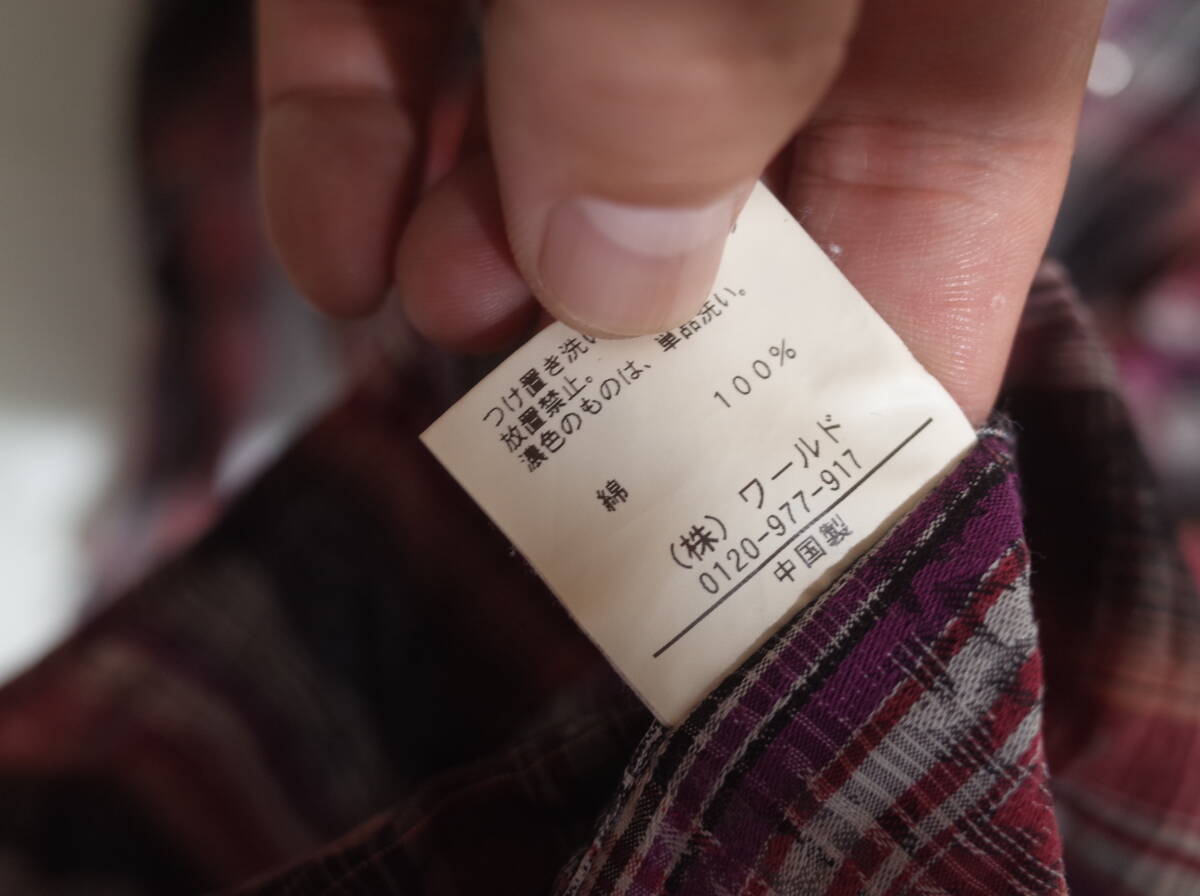 つけ置き洗い
放置禁止。
濃色のものは、単品洗い。
綿 100%
(株) ワールド
0120-977-917
中国製